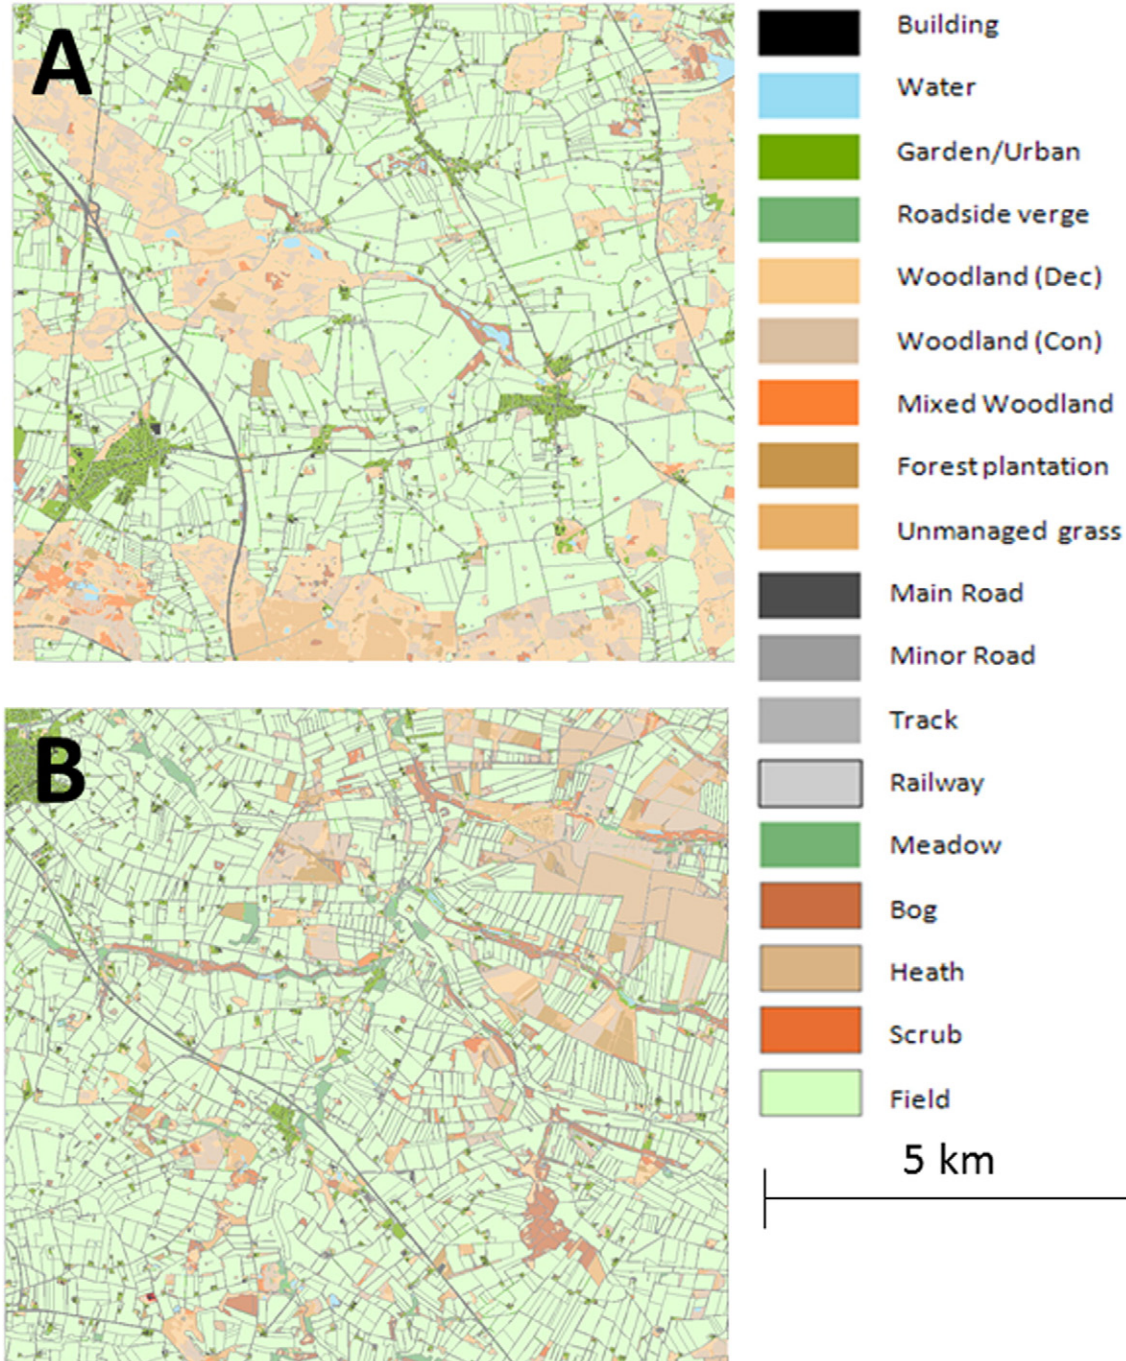 A
B
Building
Water
Garden/Urban
Roadside verge
Woodland (Dec)
Woodland (Con)
Mixed Woodland
Forest plantation
Unmanaged grass
Main Road
Minor Road
Track
Railway
Meadow
Bog
Heath
Scrub
Field
5 km